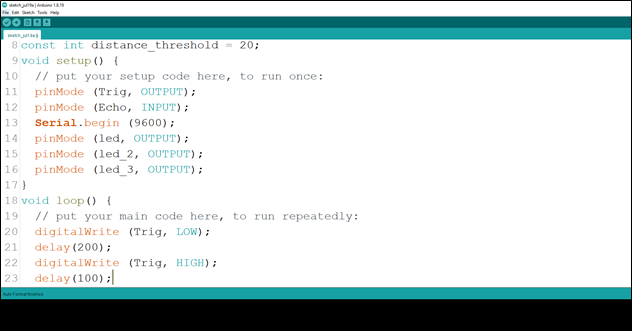 sketch_jul19a | Arduino 1.8.19
File Edit Sketch Tools Help
sketch_jul19a §
8 const int distance_threshold = 20;
9 void setup() {
10 // put your setup code here, to run once:
11 pinMode (Trig, OUTPUT);
12 pinMode (Echo, INPUT);
13 Serial.begin (9600);
14 pinMode (led, OUTPUT);
15 pinMode (led_2, OUTPUT);
16 pinMode (led_3, OUTPUT);
17 }
18 void loop() {
19 // put your main code here, to run repeatedly:
20 digitalWrite (Trig, LOW);
21 delay(200);
22 digitalWrite (Trig, HIGH);
23 delay(100);
Auto Format finished.